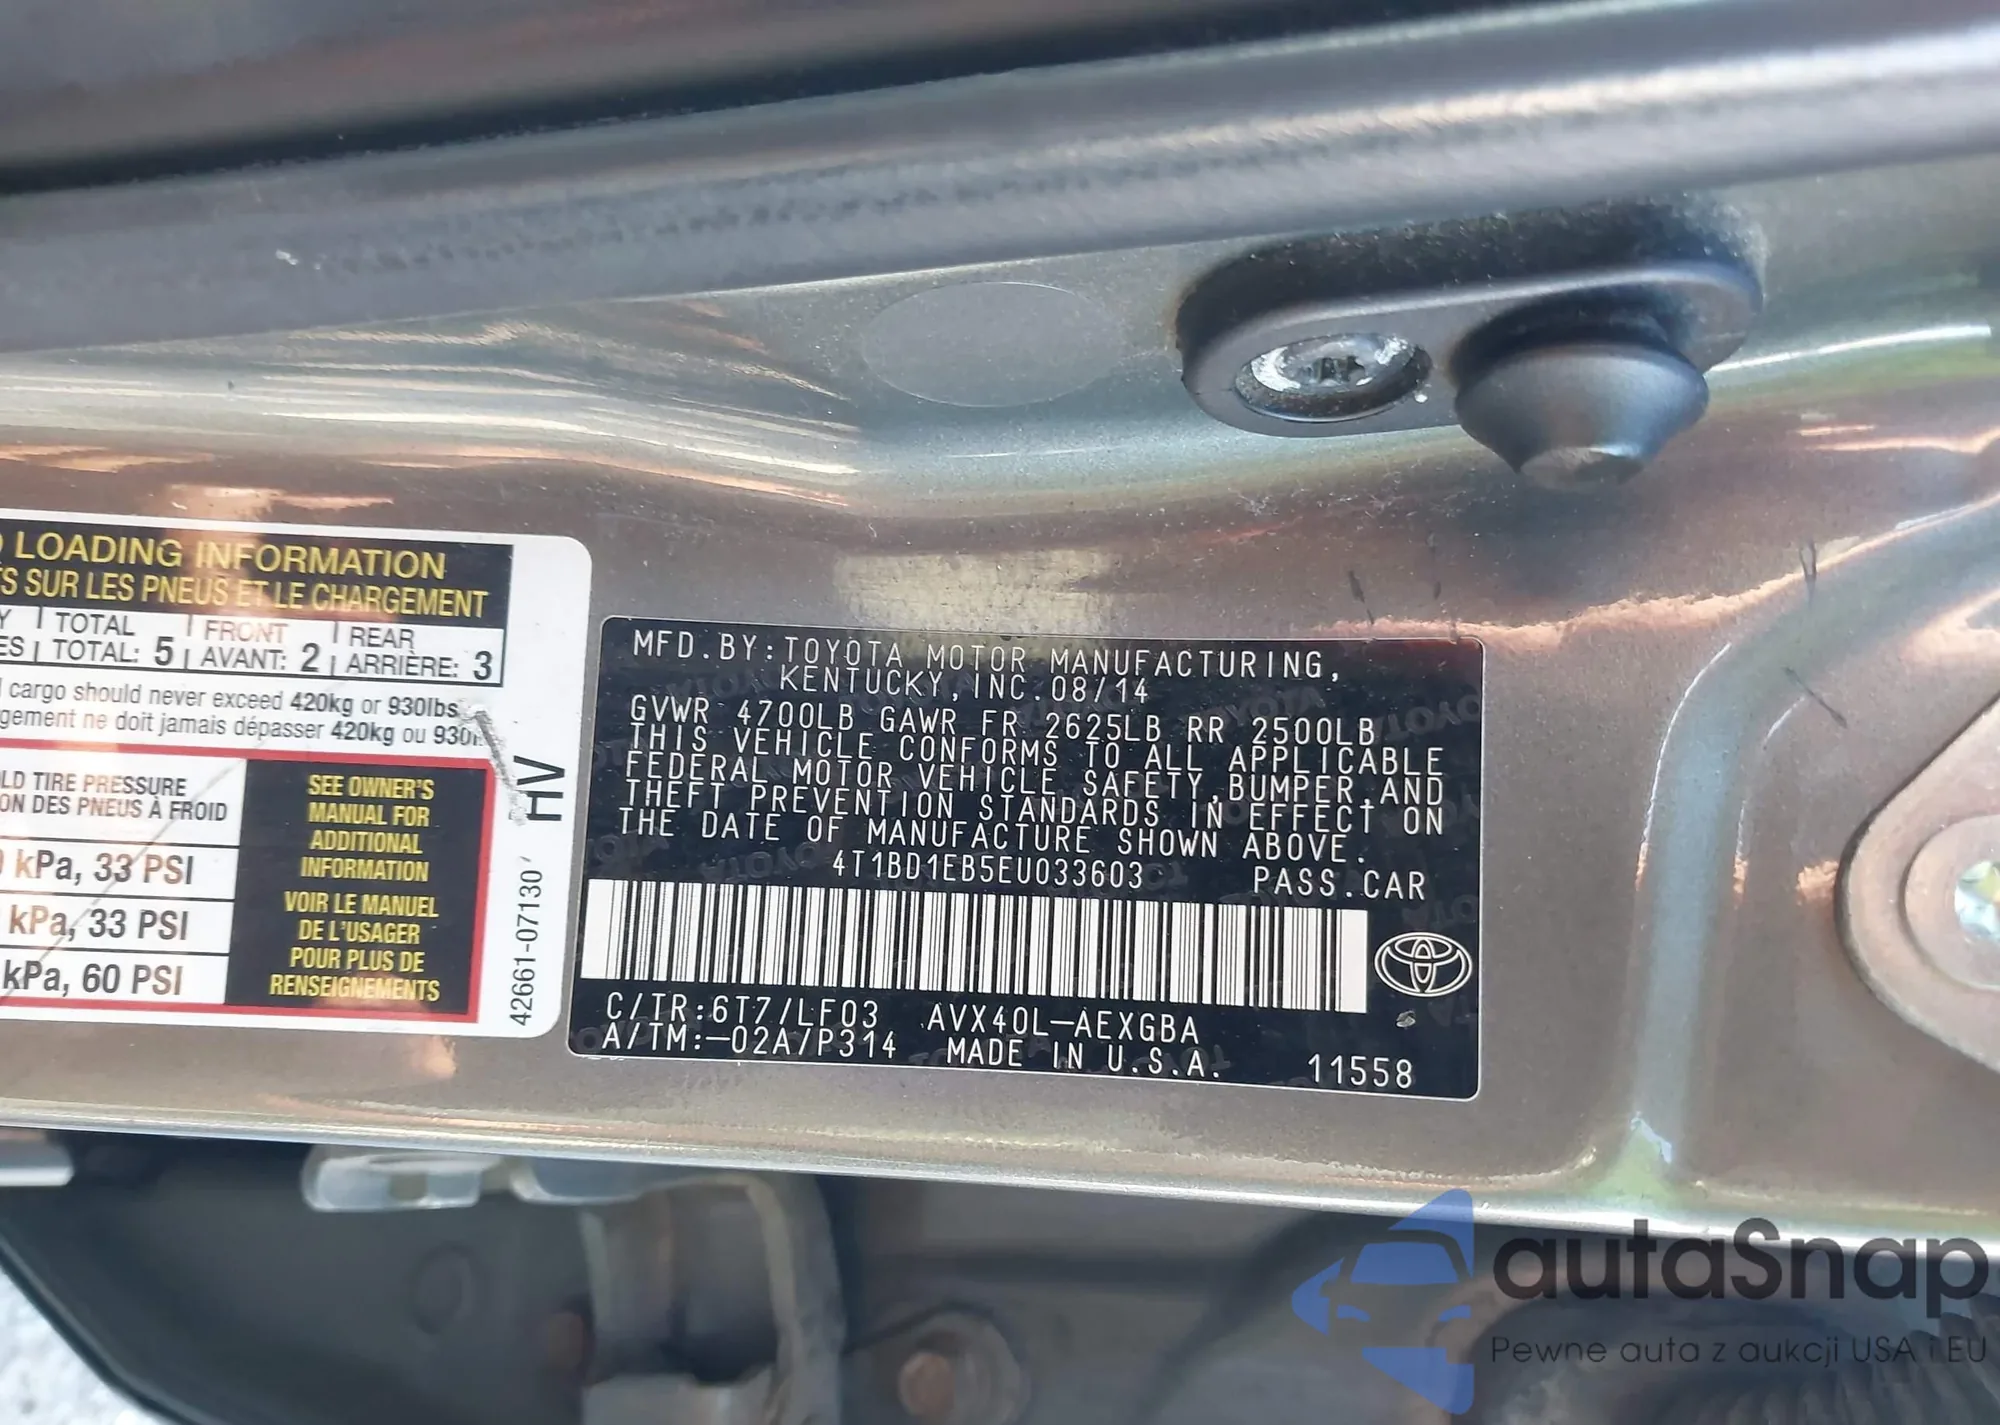 LOADING INFORMATION
SUR LES PNEUS ET LE CHARGEMENT
TOTAL FRONT REAR
TOTAL: 5 AVANT: 2 ARRIÈRE: 3
cargo should never exceed 420kg or 930lbs.
ne doit jamais dépasser 420kg ou 930
TIRE PRESSURE
DES PNEUS À FROID
kPa, 33 PSI
kPa, 33 PSI
kPa, 60 PSI
SEE OWNER'S
MANUAL FOR
ADDITIONAL
INFORMATION
VOIR LE MANUEL
DE L'USAGER
POUR PLUS DE
RENSEIGNEMENTS
42661-07130
HV
MFD.BY:TOYOTA MOTOR MANUFACTURING,
KENTUCKY,INC.08/14
GVWR 4700LB GAWR FR 2625LB RR 2500LB
THIS VEHICLE CONFORMS TO ALL APPLICABLE
FEDERAL MOTOR VEHICLE SAFETY,BUMPER,AND
THEFT PREVENTION STANDARDS IN EFFECT ON
THE DATE OF MANUFACTURE SHOWN ABOVE.
4T1BD1EB5EU033603 PASS.CAR
C/TR:6T7/LF03 AVX40L-AEXGBA
A/TM:-02A/P314 MADE IN U.S.A. 11558
autaSnap
Pewne auta z aukcji USA i EU